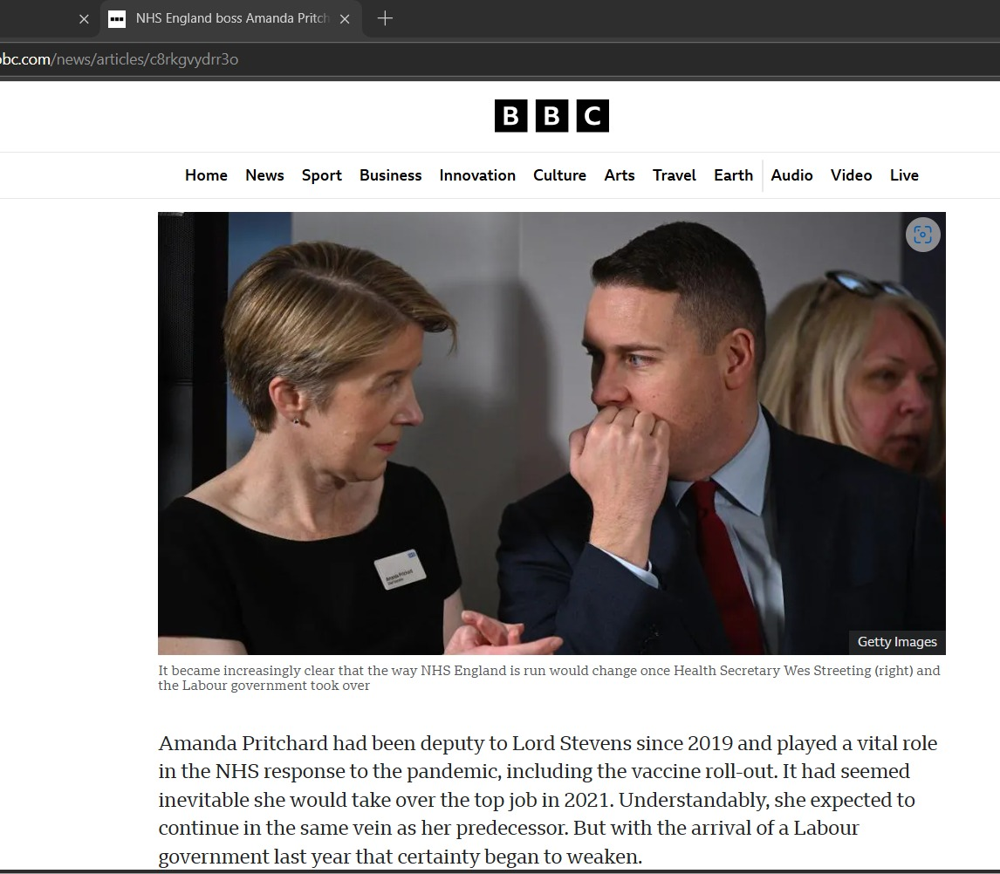 NHS England boss Amanda Pritch
bc.com/news/articles/c8rkgvydrr3o
BBC
Home News Sport Business Innovation Culture Arts Travel Earth Audio Video Live
Amanda Pritchard
Getty Images
It became increasingly clear that the way NHS England is run would change once Health Secretary Wes Streeting (right) and
the Labour government took over
Amanda Pritchard had been deputy to Lord Stevens since 2019 and played a vital role
in the NHS response to the pandemic, including the vaccine roll-out. It had seemed
inevitable she would take over the top job in 2021. Understandably, she expected to
continue in the same vein as her predecessor. But with the arrival of a Labour
government last year that certainty began to weaken.